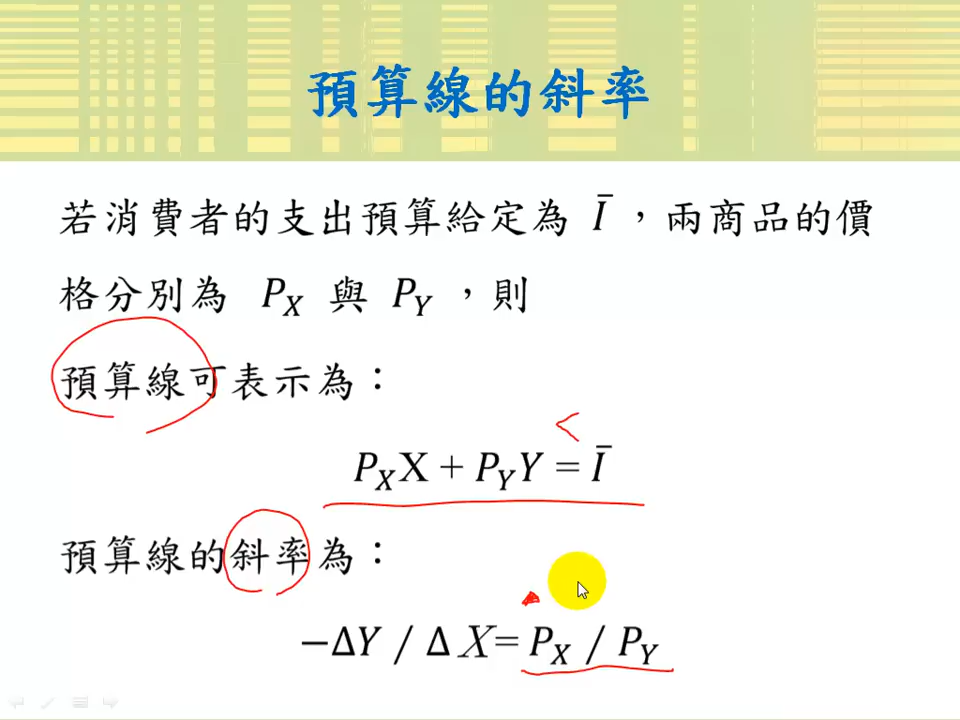 預算線的斜率
若消費者的支出預算給定為 Ī ，兩商品的價
格分別為 P_X 與 P_Y ，則
預算線可表示為：
<
P_X X + P_Y Y = Ī
預算線的斜率為：
−ΔY / Δ X= P_X / P_Y